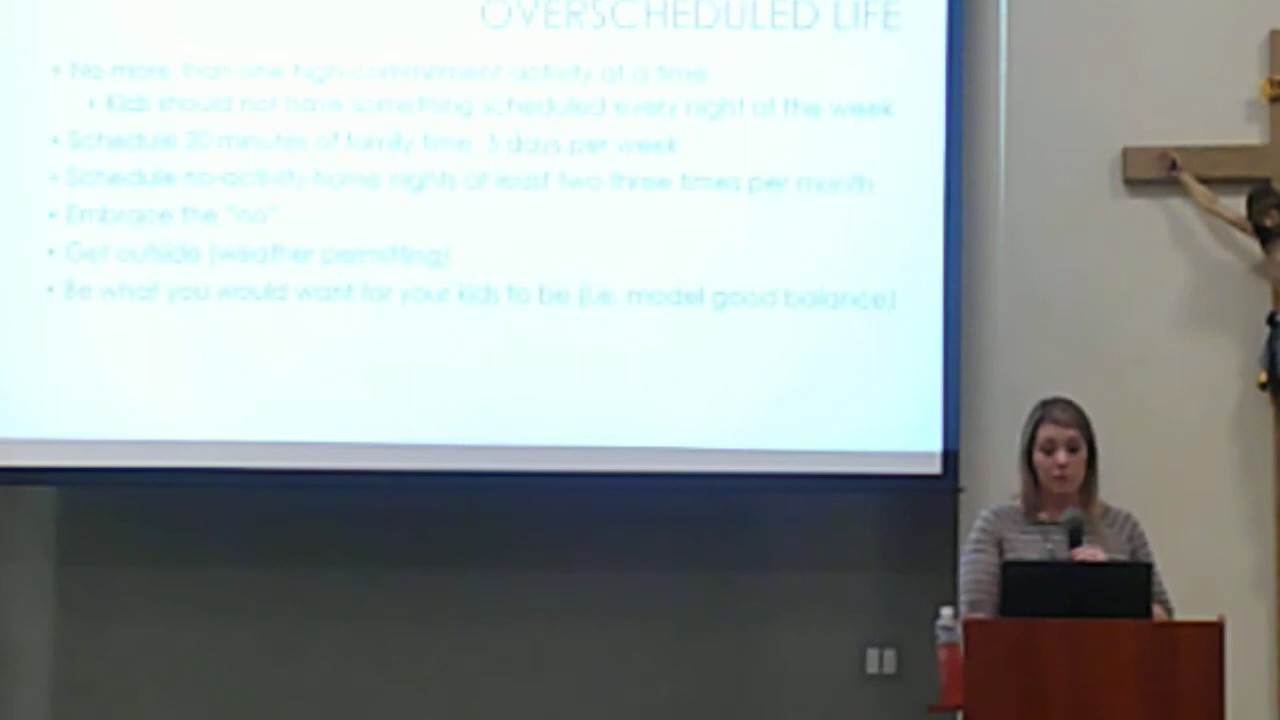 OVERSCHEDULED LIFE
• No more than one high-commitment activity at a time
• Kids should not have something scheduled every night of the week
• Schedule 20 minutes of family time, 3 days per week
• Schedule no-activity home nights at least two three times per month
• Embrace the "no"
• Get outside (weather permitting)
• Be what you would want for your kids to be (i.e. model good balance)